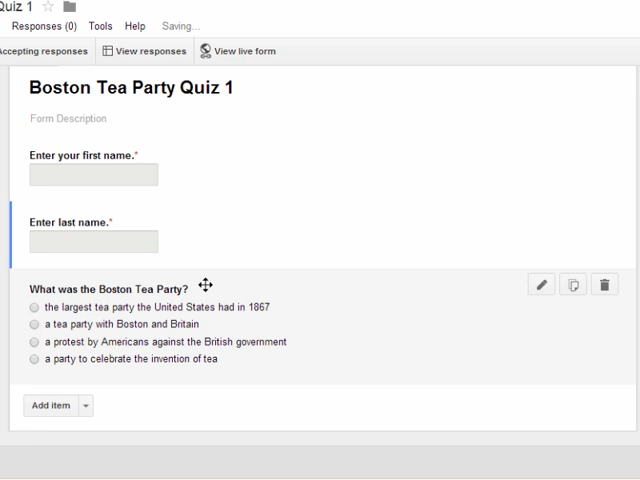 Quiz 1
Responses (0) Tools Help Saving...
Accepting responses View responses View live form
Boston Tea Party Quiz 1
Form Description
Enter your first name.*
Enter last name.*
What was the Boston Tea Party?
the largest tea party the United States had in 1867
a tea party with Boston and Britain
a protest by Americans against the British government
a party to celebrate the invention of tea
Add item